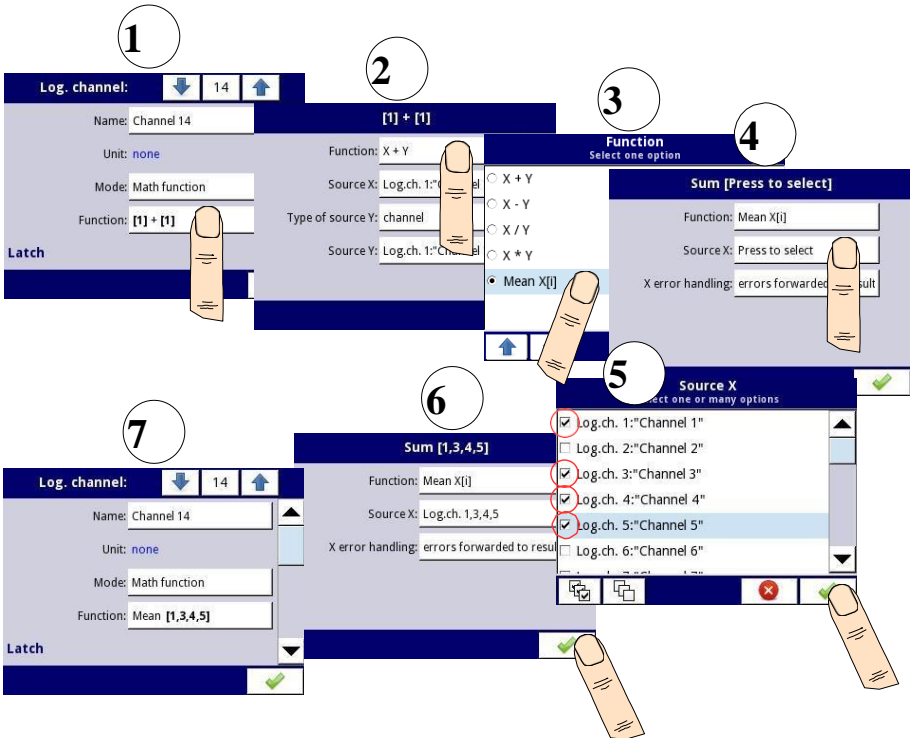 1
Log. channel:
14
Name: Channel 14
Unit: none
Mode: Math function
Function: [1] + [1]
Latch
2
[1] + [1]
Function: X + Y
Source X: Log.ch. 1:"
Type of source Y: channel
Source Y: Log.ch. 1:"
3
Function
Select one option
X + Y
X - Y
X / Y
X * Y
Mean X[i]
4
Sum [Press to select]
Function: Mean X[i]
Source X: Press to select
X error handling: errors
5
Source X
one or many options
Log.ch. 1:"Channel 1"
Log.ch. 2:"Channel 2"
Log.ch. 3:"Channel 3"
Log.ch. 4:"Channel 4"
Log.ch. 5:"Channel 5"
Log.ch. 6:"Channel 6"
6
Sum [1,3,4,5]
Function: Mean X[i]
Source X: Log.ch. 1,3,4,5
X error handling: errors forwarded to resul
7
Log. channel:
14
Name: Channel 14
Unit: none
Mode: Math function
Function: Mean [1,3,4,5]
Latch